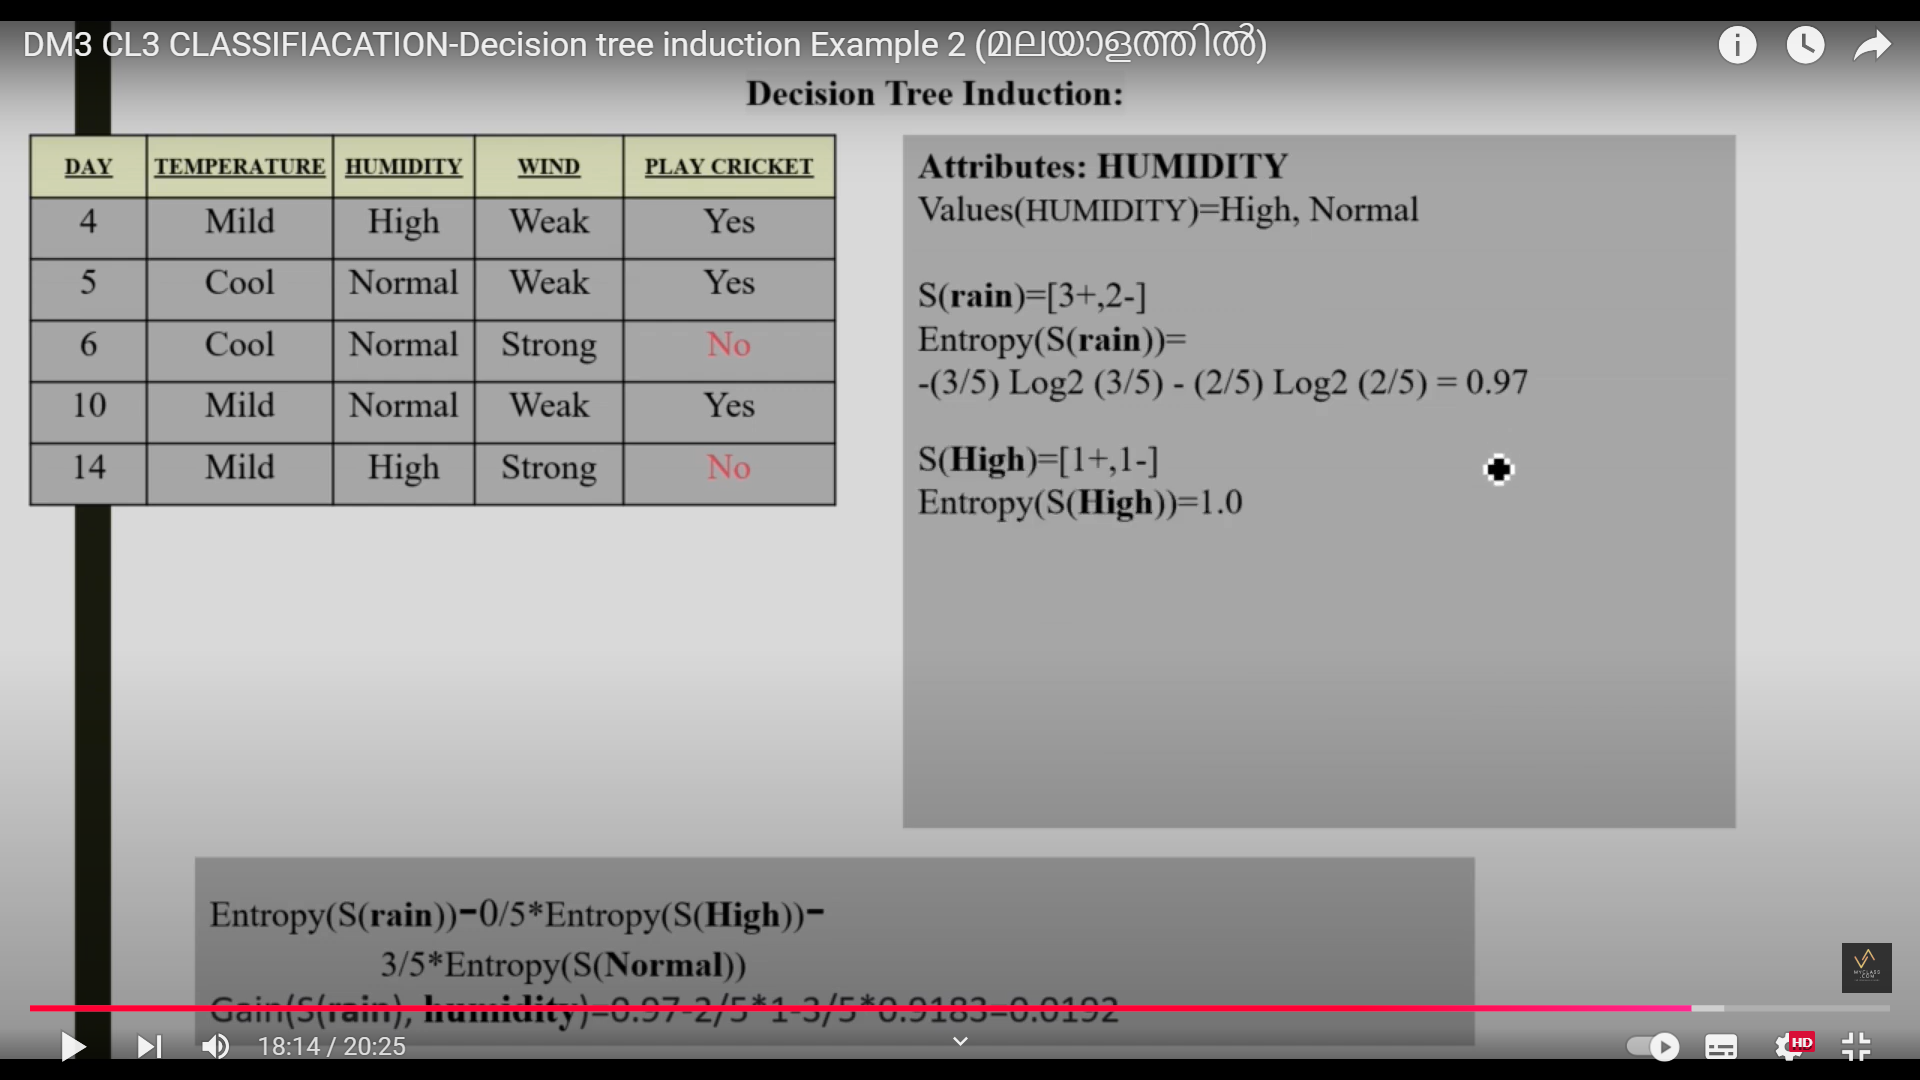 DM3 CL3 CLASSIFIACATION-Decision tree induction Example 2 (മലയാളത്തിൽ)
Decision Tree Induction:
DAY TEMPERATURE HUMIDITY WIND PLAY CRICKET
4 Mild High Weak Yes
5 Cool Normal Weak Yes
6 Cool Normal Strong No
10 Mild Normal Weak Yes
14 Mild High Strong No
Attributes: HUMIDITY
Values(HUMIDITY)=High, Normal
S(rain)=[3+,2-]
Entropy(S(rain))=
-(3/5) Log2 (3/5) - (2/5) Log2 (2/5) = 0.97
S(High)=[1+,1-]
Entropy(S(High))=1.0
Entropy(S(rain))-0/5*Entropy(S(High))-
3/5*Entropy(S(Normal))
Gain(S(rain), humidity)=0.97-2/5*1-3/5*0.9183=0.0192
MYCLASS
.COM
18:14 / 20:25
HD